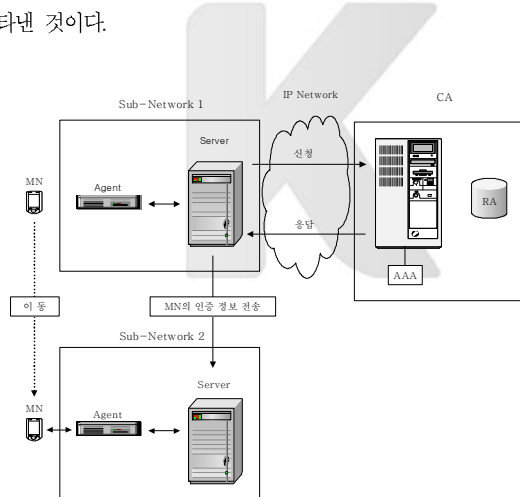 타낸 것이다.
IP Network
CA
Sub-Network 1
Server
신청
MN
Agent
RA
응답
AAA
이 동
MN의 인증 정보 전송
Sub-Network 2
Server
MN
Agent